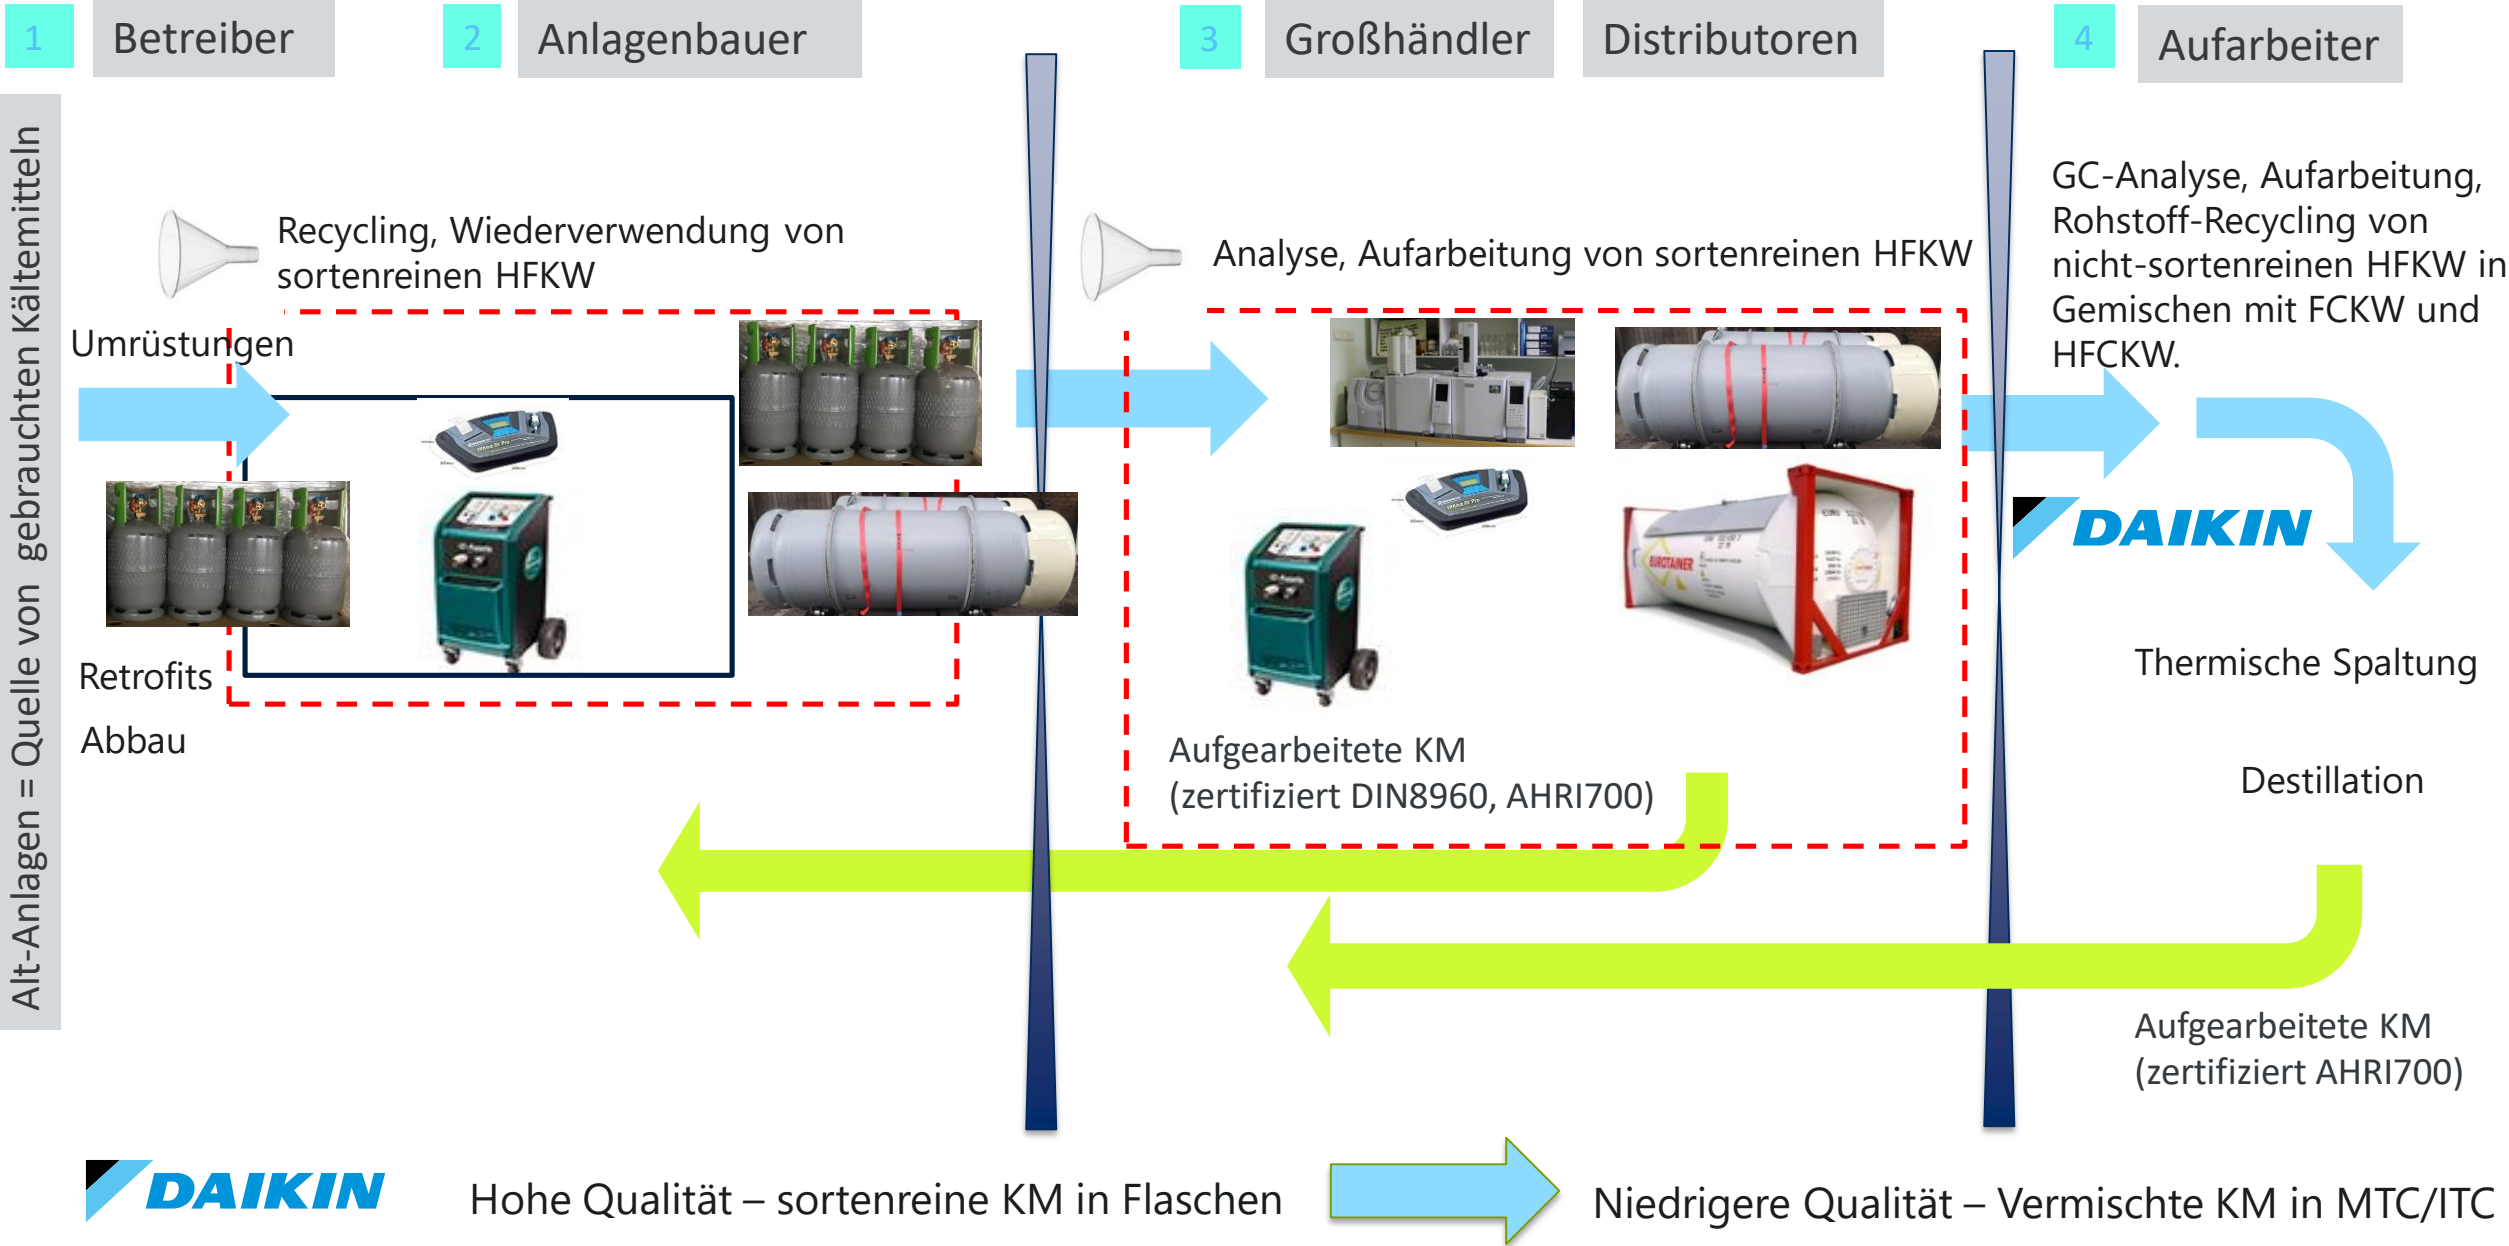 1
Betreiber
2
Anlagenbauer
3
Großhändler
Distributoren
4
Aufarbeiter
Alt-Anlagen = Quelle von gebrauchten Kältemitteln
Recycling, Wiederverwendung von
sortenreinen HFKW
Analyse, Aufarbeitung von sortenreinen HFKW
GC-Analyse, Aufarbeitung,
Rohstoff-Recycling von
nicht-sortenreinen HFKW in
Gemischen mit FCKW und
HFCKW.
Umrüstungen
Retrofits
Abbau
EUROTAINER
DAIKIN
Thermische Spaltung
Destillation
Aufgearbeitete KM
(zertifiziert DIN8960, AHRI700)
Aufgearbeitete KM
(zertifiziert AHRI700)
DAIKIN
Hohe Qualität – sortenreine KM in Flaschen
Niedrigere Qualität – Vermischte KM in MTC/ITC